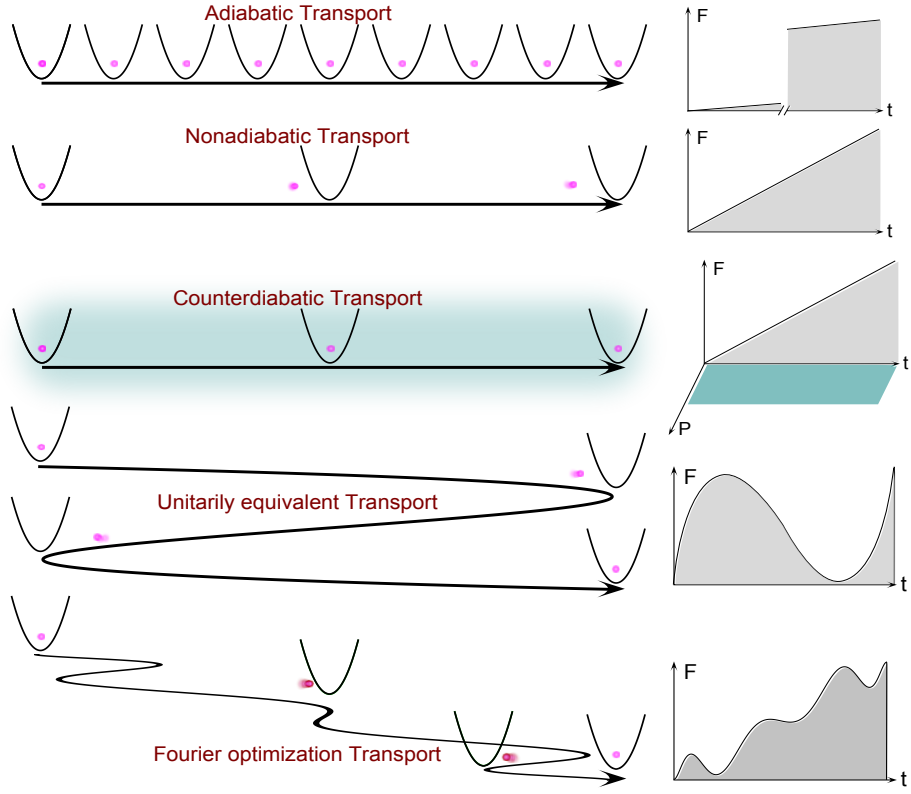 Adiabatic Transport
F
t
Nonadiabatic Transport
F
t
Counterdiabatic Transport
F
t
P
Unitarily equivalent Transport
F
t
Fourier optimization Transport
F
t